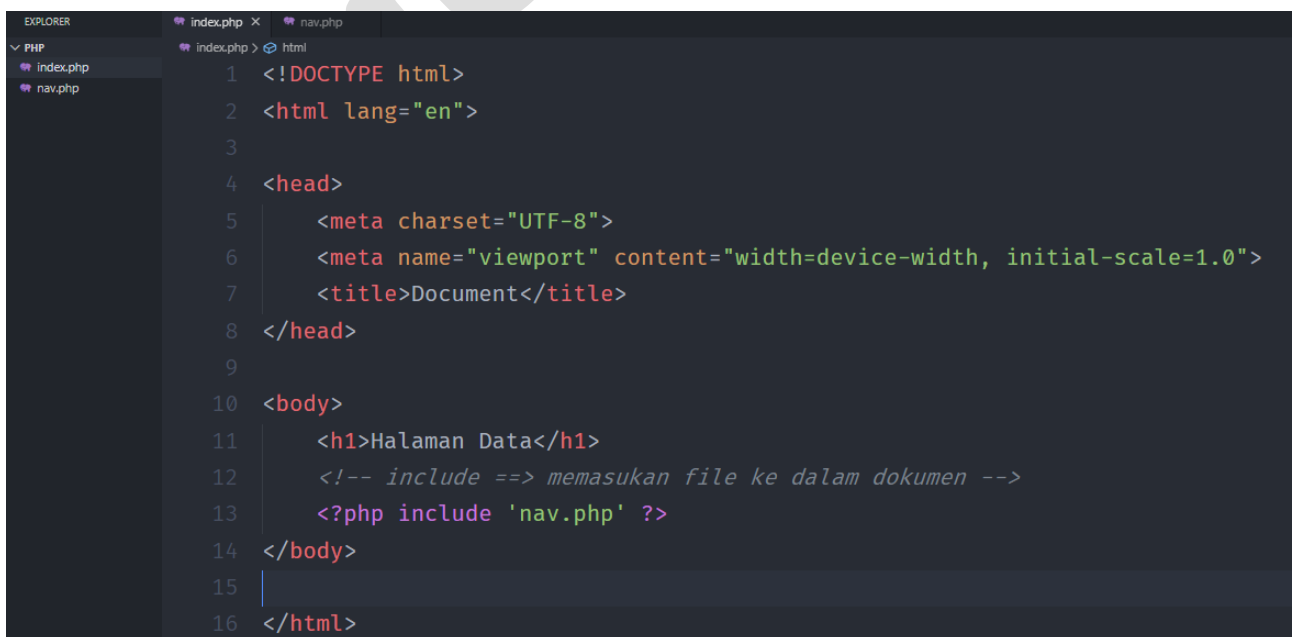 EXPLORER
PHP
index.php
nav.php
index.php × nav.php
index.php > html
1 <!DOCTYPE html>
2 <html lang="en">
3
4 <head>
5     <meta charset="UTF-8">
6     <meta name="viewport" content="width=device-width, initial-scale=1.0">
7     <title>Document</title>
8 </head>
9
10 <body>
11     <h1>Halaman Data</h1>
12     <!-- include ==> memasukan file ke dalam dokumen -->
13     <?php include 'nav.php' ?>
14 </body>
15
16 </html>